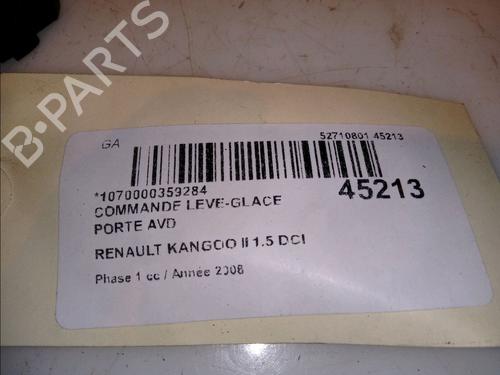 B-PARTS
GA
52710801 45213
*1070000359284
45213
COMMANDE LEVE-GLACE
PORTE AVD
RENAULT KANGOO II 1.5 DCI
Phase 1 cc / Année 2008